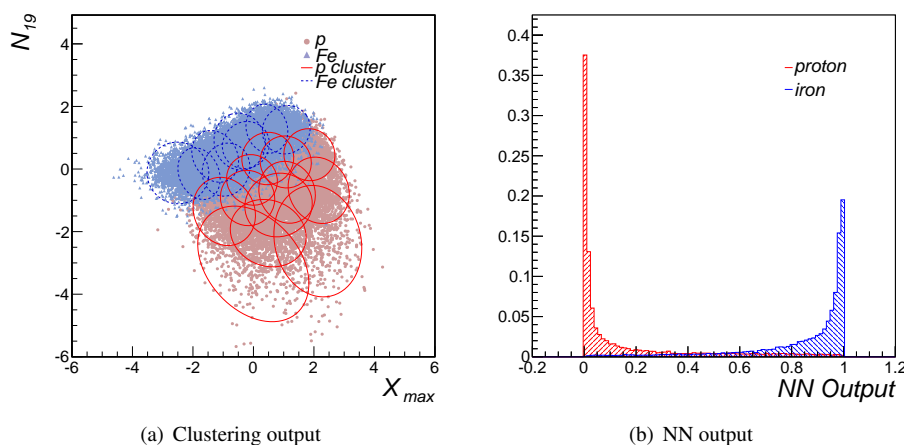 N19
4
2
0
-2
-4
-6
p
Fe
p cluster
Fe cluster
-6
-4
-2
0
2
4
6
Xmax
(a) Clustering output
0.4
0.35
0.3
0.25
0.2
0.15
0.1
0.05
0
proton
iron
-0.2
0
0.2
0.4
0.6
0.8
1
1.2
NN Output
(b) NN output